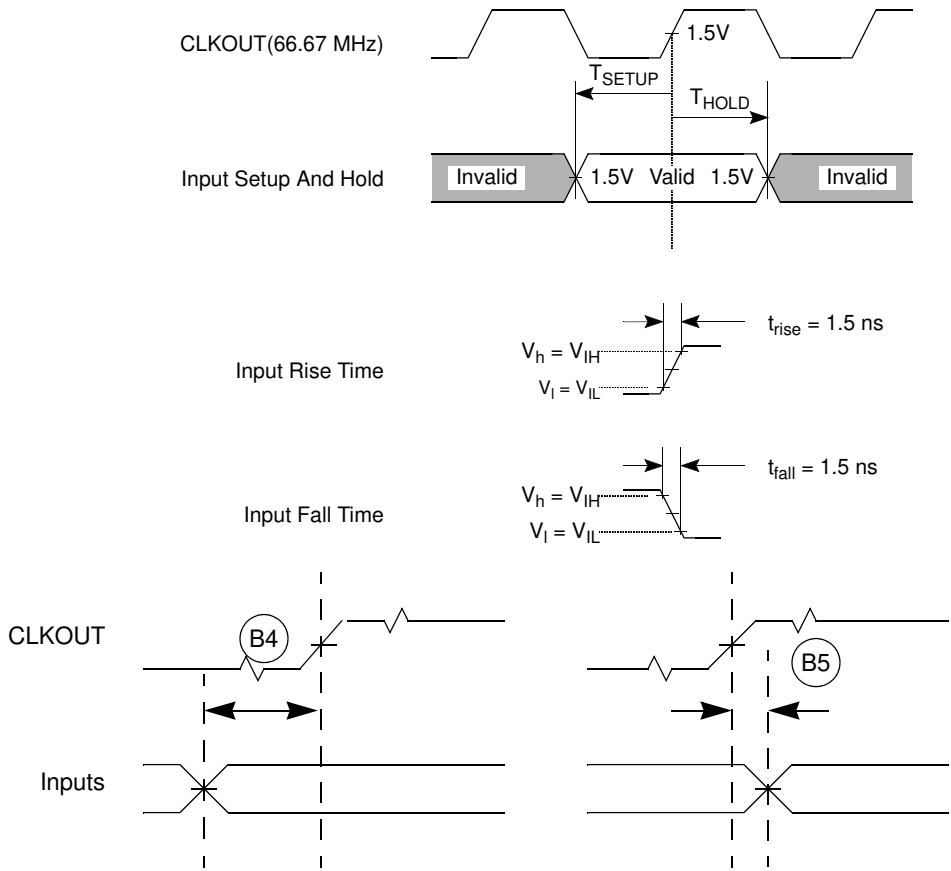 CLKOUT(66.67 MHz)
1.5V
TSETUP
THOLD
Input Setup And Hold
Invalid
1.5V
Valid
1.5V
Invalid
trise = 1.5 ns
Vh = VIH
Input Rise Time
Vl = VIL
tfall = 1.5 ns
Vh = VIH
Input Fall Time
Vl = VIL
CLKOUT
B4
B5
Inputs